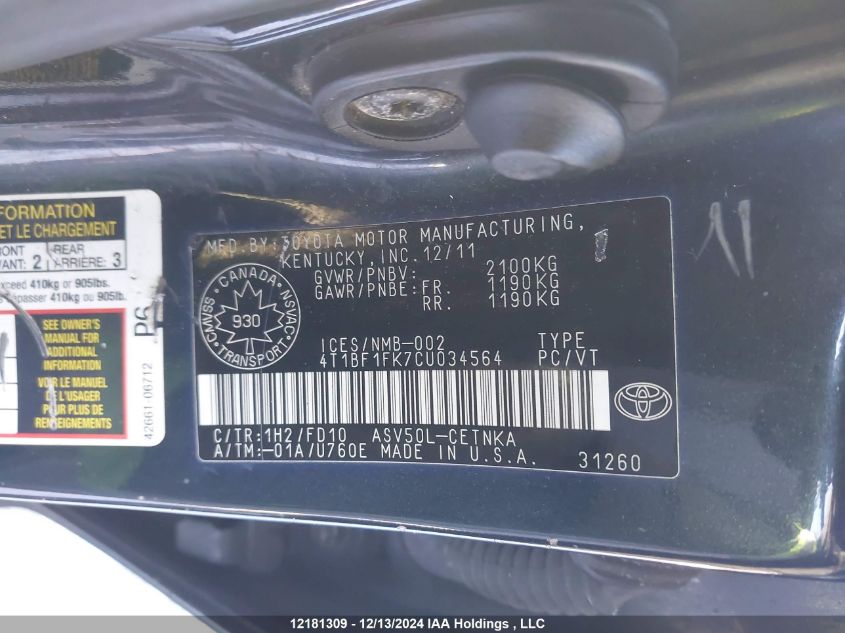 FORMATION
ET LE CHARGEMENT
RONT
VANT: 2
REAR
ARRIÈRE: 3
exceed 410kg or 905lbs.
dépasser 410kg ou 905lb.
SEE OWNER'S
MANUAL FOR
ADDITIONAL
INFORMATION
VOIR LE MANUEL
DE L'USAGER
POUR PLUS DE
RENSEIGNEMENTS
42661-06712
MFD.BY:TOYOTA MOTOR MANUFACTURING,
KENTUCKY, INC. 12/11
GVWR/PNBV: 2100KG
GAWR/PNBE: FR. 1190KG
RR. 1190KG
CANADA
CMVSS
NSVAC
930
TRANSPORT
ICES/NMB-002 TYPE
4T1BF1FK7CU034564 PC/VT
C/TR:1H2/FD10 ASV50L-CETNKA
A/TM:-01A/U760E MADE IN U.S.A. 31260
12181309 - 12/13/2024 IAA Holdings , LLC